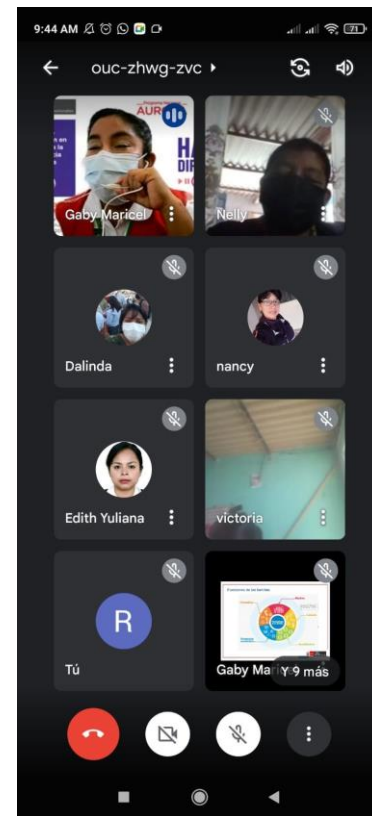 9:44 AM
71
ouc-zhwg-zvc
AUR
H
DIF
Gaby Maricel
Nelly
Dalinda
nancy
Edith Yuliana
victoria
R
Tú
Gaby Mari
Y 9 más